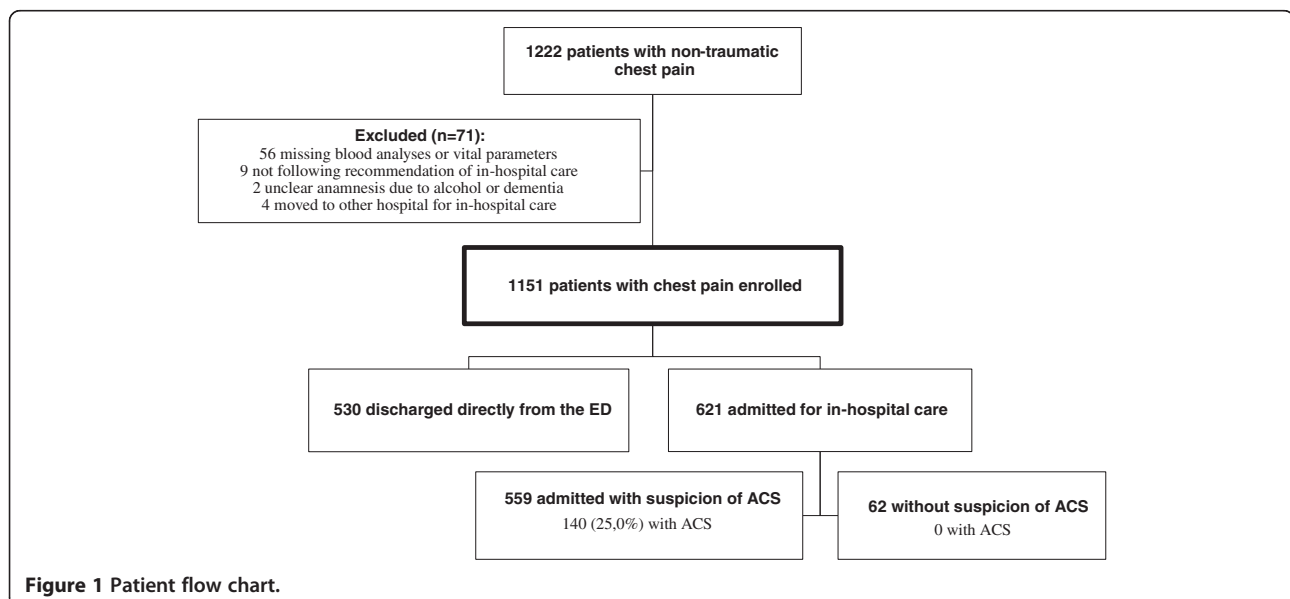 1222 patients with non-traumatic
chest pain
Excluded (n=71):
56 missing blood analyses or vital parameters
9 not following recommendation of in-hospital care
2 unclear anamnesis due to alcohol or dementia
4 moved to other hospital for in-hospital care
1151 patients with chest pain enrolled
530 discharged directly from the ED
621 admitted for in-hospital care
559 admitted with suspicion of ACS
140 (25,0%) with ACS
62 without suspicion of ACS
0 with ACS
Figure 1 Patient flow chart.